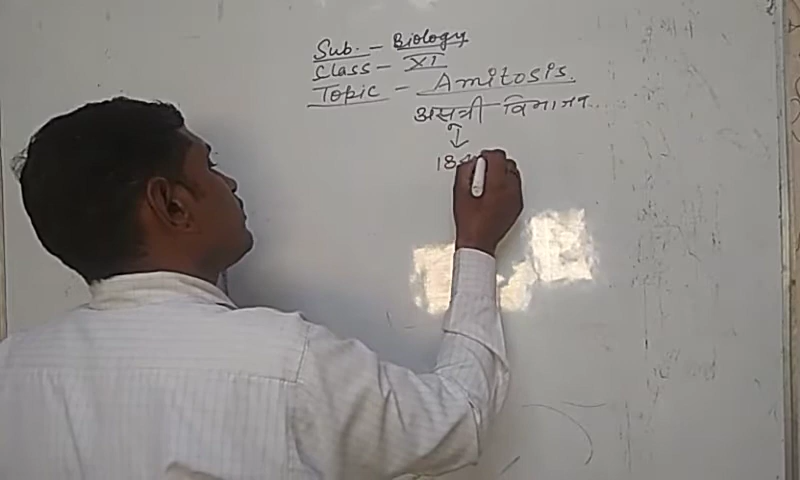 Sub. - Biology
Class - XI
Topic - Amitosis.
असूत्री विभाजन